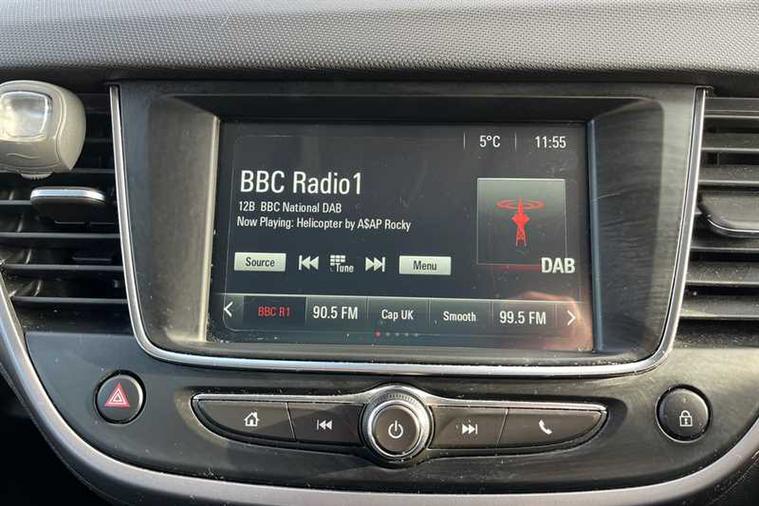 5°C 11:55
BBC Radio1
12B BBC National DAB
Now Playing: Helicopter by A$AP Rocky
Source Tune Menu
DAB
BBC R1 90.5 FM Cap UK Smooth 99.5 FM